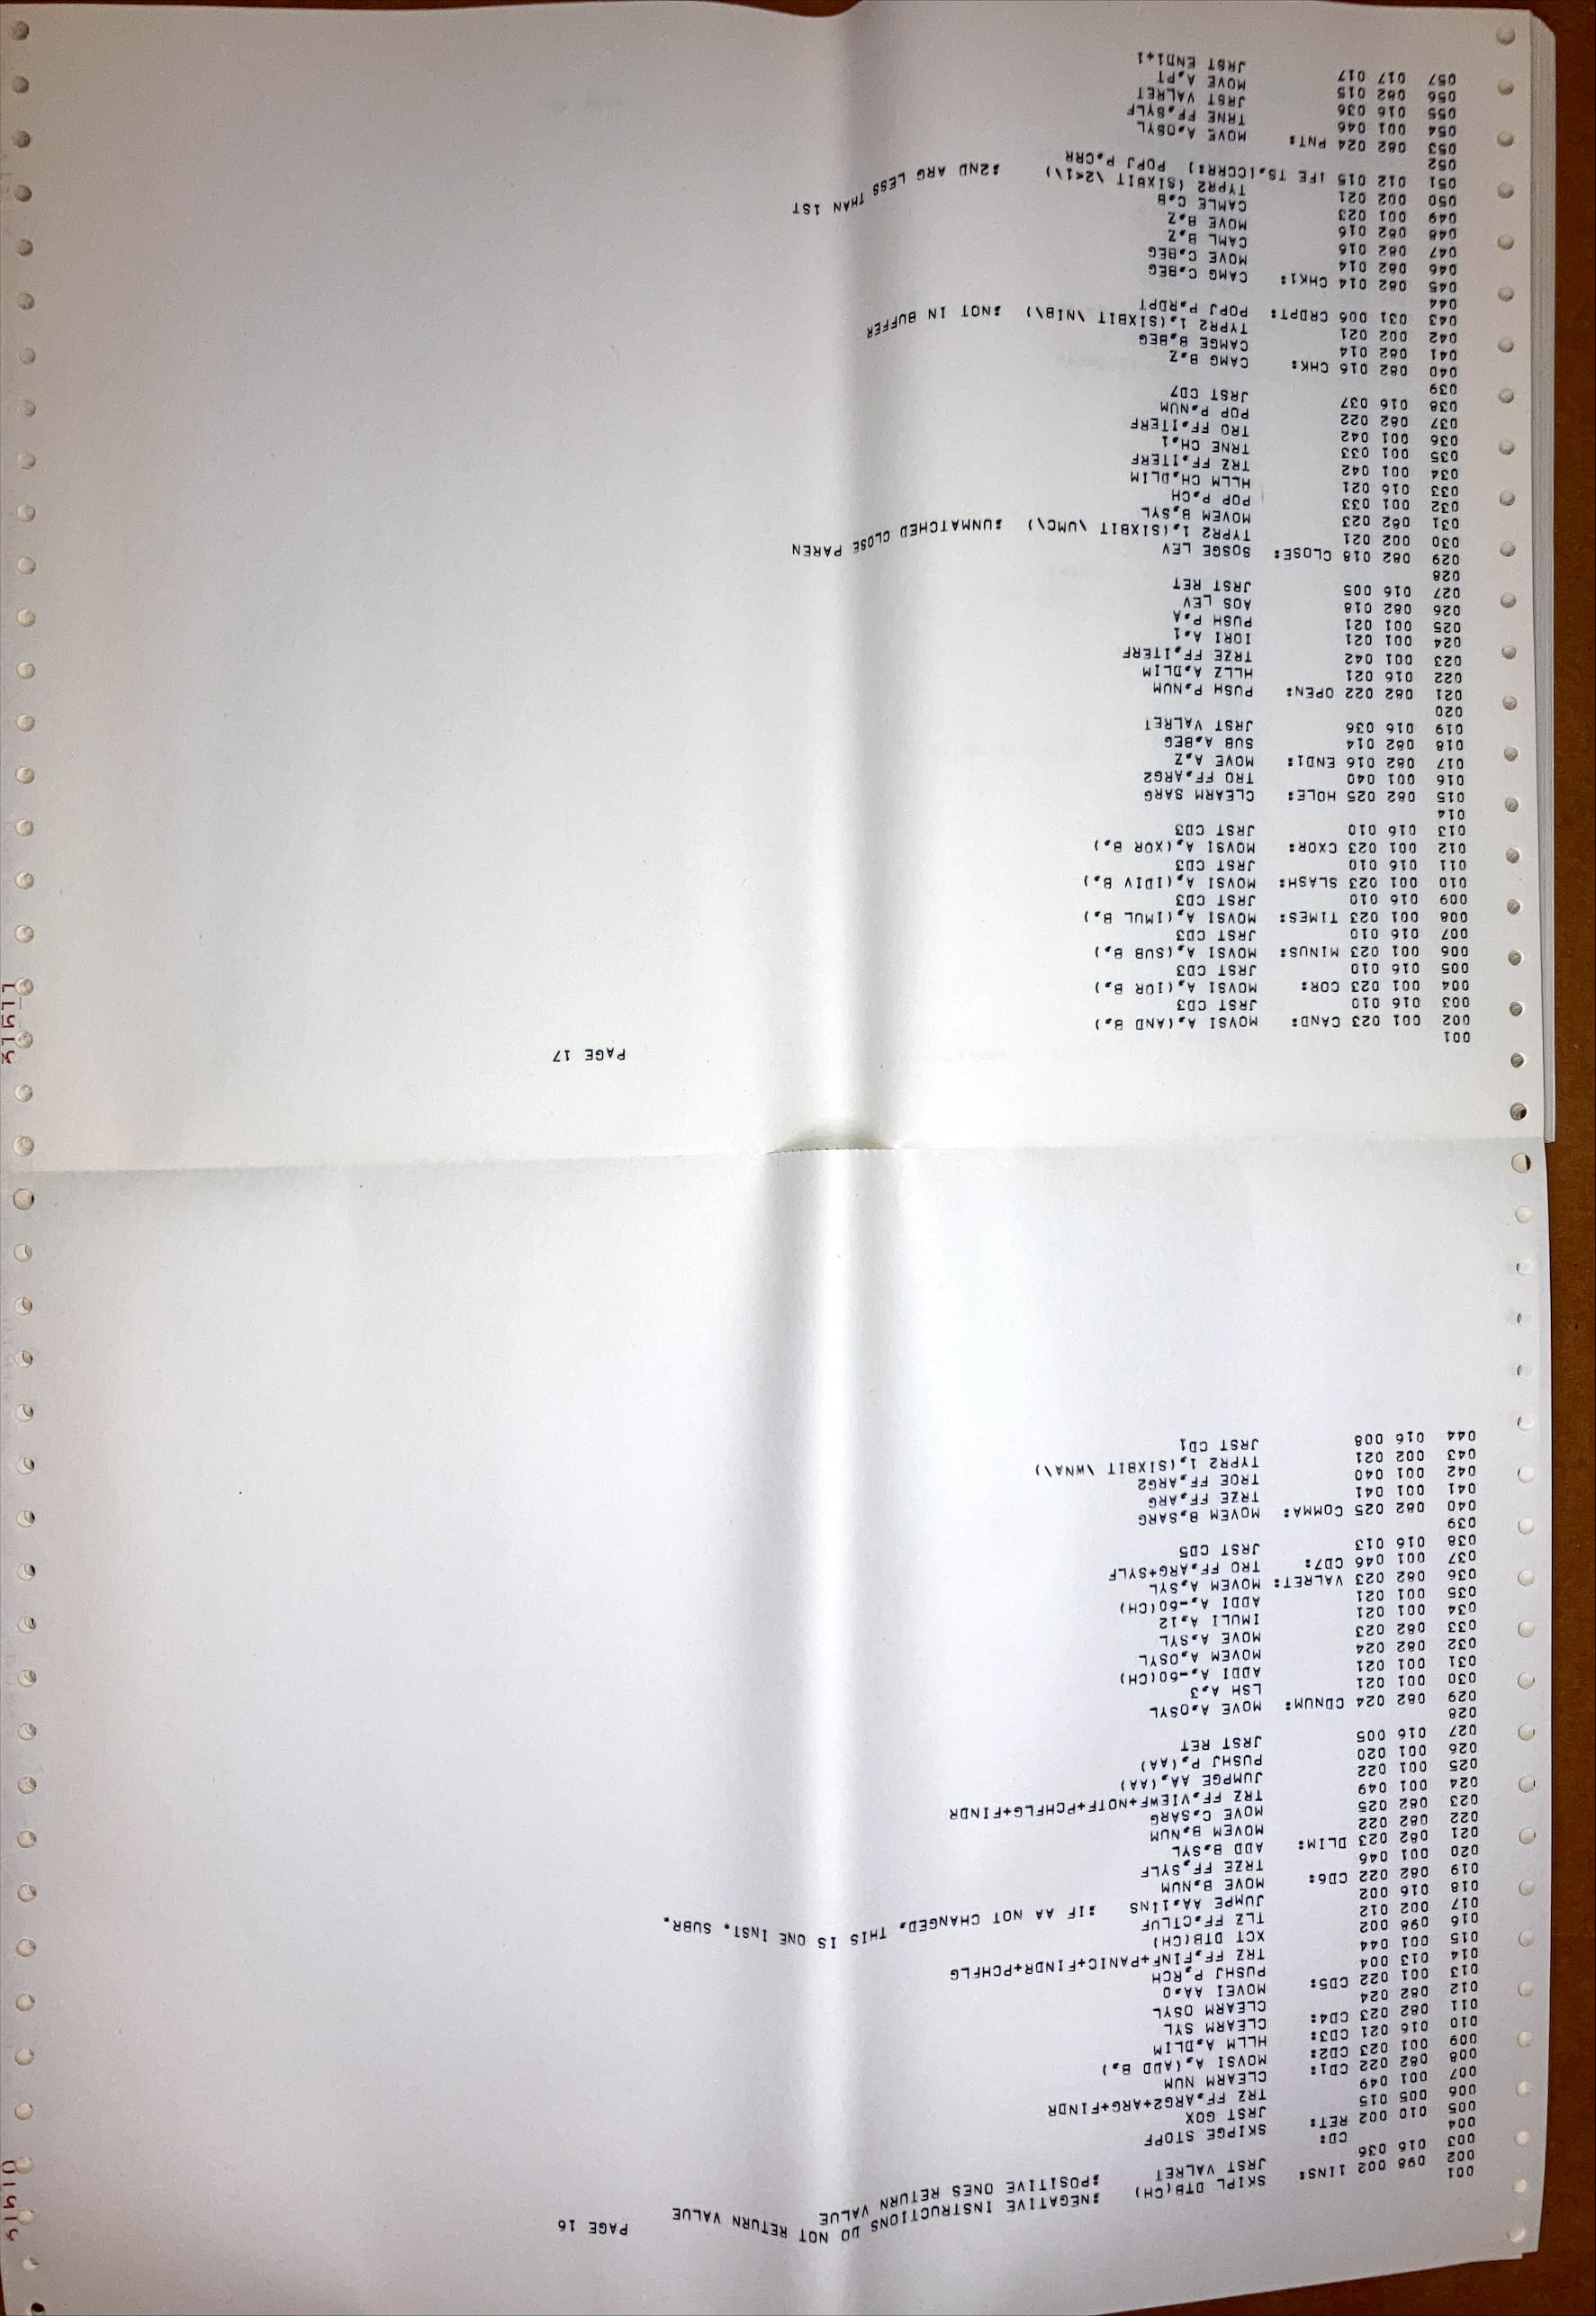 PAGE 16
001
002 098 002 1INS: SKIPL DTB(CH) ;NEGATIVE INSTRUCTIONS DO NOT RETURN VALUE
003 016 036 JRST VALRET ;POSITIVE ONES RETURN VALUE
004 CD:
005 010 002 RET: SKIPGE STOPF
006 005 015 JRST GOX
007 001 049 TRZ FF,ARG2+ARG+FINDR
008 082 022 CD1: CLEARM NUM
009 001 023 CD2: MOVSI A,(ADD B,)
010 016 021 CD3: HLLM A,DLIM
011 082 023 CD4: CLEARM SYL
012 082 024 CLEARM OSYL
013 001 022 CD5: MOVEI AA,0
014 013 004 PUSHJ P,RCH
015 001 044 TRZ FF,FINF+PANIC+FINDR+PCHFLG
016 098 002 XCT DTB(CH)
017 002 012 TLZ FF,CTLUF
018 016 002 JUMPE AA,1INS ;IF AA NOT CHANGED, THIS IS ONE INST. SUBR.
019 082 022 CD6: MOVE B,NUM
020 001 046 TRZE FF,SYLF
021 082 023 DLIM: ADD B,SYL
022 082 022 MOVEM B,NUM
023 082 025 MOVE C,SARG
024 001 049 TRZ FF,VIEWF+NOTF+PCHFLG+FINDR
025 001 022 JUMPGE AA,(AA)
026 001 020 PUSHJ P,(AA)
027 016 005 JRST RET
028
029 082 024 CDNUM: MOVE A,OSYL
030 001 021 LSH A,3
031 001 021 ADDI A,-60(CH)
032 082 024 MOVEM A,OSYL
033 082 023 MOVE A,SYL
034 001 021 IMULI A,12
035 001 021 ADDI A,-60(CH)
036 082 023 VALRET: MOVEM A,SYL
037 001 046 CD7: TRO FF,ARG+SYLF
038 016 013 JRST CD5
039
040 082 025 COMMA: MOVEM B,SARG
041 001 041 TRZE FF,ARG
042 001 040 TROE FF,ARG2
043 002 021 TYPR2 1,(SIXBIT \WNA\)
044 016 008 JRST CD1
PAGE 17
001
002 001 023 CAND: MOVSI A,(AND B,)
003 016 010 JRST CD3
004 001 023 COR: MOVSI A,(IOR B,)
005 016 010 JRST CD3
006 001 023 MINUS: MOVSI A,(SUB B,)
007 016 010 JRST CD3
008 001 023 TIMES: MOVSI A,(IMUL B,)
009 016 010 JRST CD3
010 001 023 SLASH: MOVSI A,(IDIV B,)
011 016 010 JRST CD3
012 001 023 CXOR: MOVSI A,(XOR B,)
013 016 010 JRST CD3
014
015 082 025 HOLE: CLEARM SARG
016 001 040 TRO FF,ARG2
017 082 016 END1: MOVE A,Z
018 082 014 SUB A,BEG
019 016 036 JRST VALRET
020
021 082 022 OPEN: PUSH P,NUM
022 016 021 HLLZ A,DLIM
023 001 042 TRZE FF,ITERF
024 001 021 IORI A,1
025 001 021 PUSH P,A
026 082 018 AOS LEV
027 016 005 JRST RET
028
029 082 018 CLOSE: SOSGE LEV
030 002 021 TYPR2 1,(SIXBIT \UMC\) ;UNMATCHED CLOSE PAREN
031 082 023 MOVEM B,SYL
032 001 033 POP P,CH
033 016 021 HLLM CH,DLIM
034 001 042 TRZ FF,ITERF
035 001 033 TRNE CH,1
036 001 042 TRO FF,ITERF
037 082 022 POP P,NUM
038 016 037 JRST CD7
039
040 082 016 CHK: CAMG B,Z
041 082 014 CAMGE B,BEG
042 002 021 TYPR2 1,(SIXBIT \NIB\) ;NOT IN BUFFER
043 031 006 CRDPT: POPJ P,RDPT
044
045 082 014 CHK1: CAMG C,BEG
046 082 014 MOVE C,BEG
047 082 016 CAML B,Z
048 082 016 MOVE B,Z
049 001 023 CAMLE C,B
050 002 021 TYPR2 (SIXBIT \2<1\) ;2ND ARG LESS THAN 1ST
051 012 015 IFE TS,[CCRR:] POPJ P,CRR
052
053 082 024 PNT: MOVE A,OSYL
054 001 046 TRNE FF,SYLF
055 016 036 JRST VALRET
056 082 015 MOVE A,PT
057 017 017 JRST END1+1